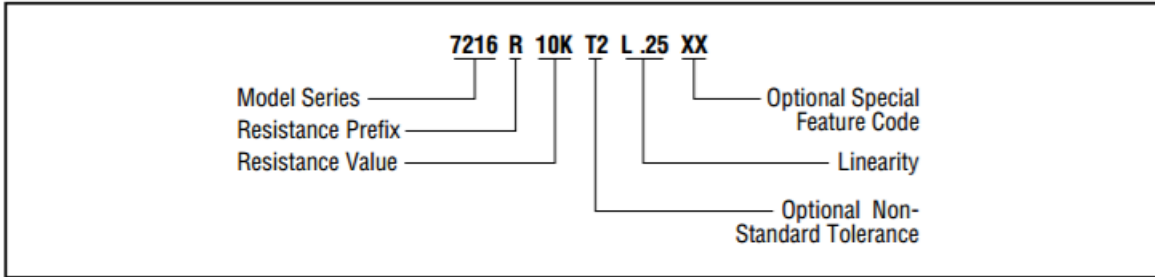 7216 R 10K T2 L .25 XX
Model Series
Resistance Prefix
Resistance Value
Optional Special
Feature Code
Linearity
Optional Non-
Standard Tolerance